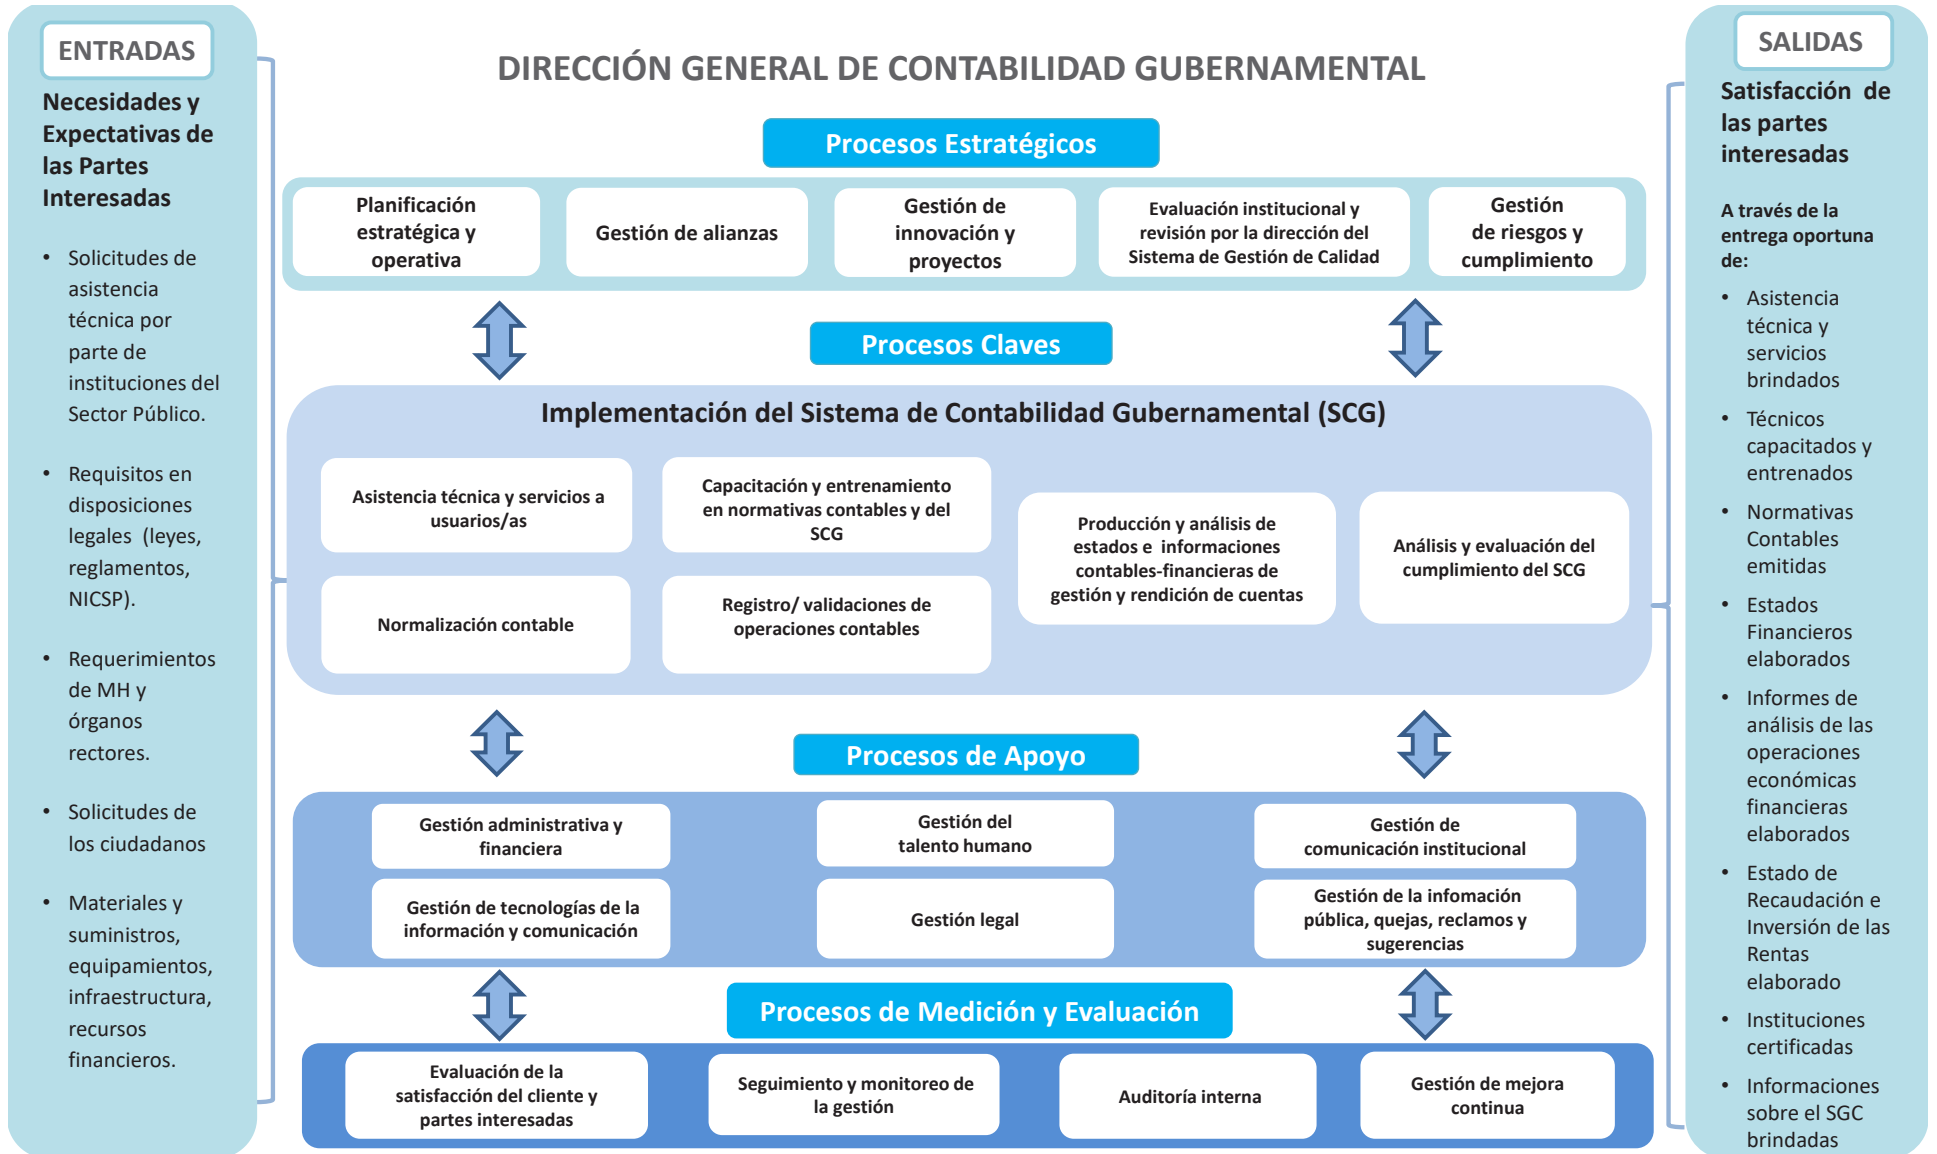 ENTRADAS
Necesidades y
Expectativas de
las Partes
Interesadas
• Solicitudes de
asistencia
técnica por
parte de
instituciones del
Sector Público.
• Requisitos en
disposiciones
legales (leyes,
reglamentos,
NICSP).
• Requerimientos
de MH y
órganos
rectores.
• Solicitudes de
los ciudadanos
• Materiales y
suministros,
equipamientos,
infraestructura,
recursos
financieros.
DIRECCIÓN GENERAL DE CONTABILIDAD GUBERNAMENTAL
Procesos Estratégicos
Planificación
estratégica y
operativa
Gestión de alianzas
Gestión de
innovación y
proyectos
Evaluación institucional y
revisión por la dirección del
Sistema de Gestión de Calidad
Gestión
de riesgos y
cumplimiento
Procesos Claves
Implementación del Sistema de Contabilidad Gubernamental (SCG)
Asistencia técnica y servicios a
usuarios/as
Capacitación y entrenamiento
en normativas contables y del
SCG
Normalización contable
Registro/ validaciones de
operaciones contables
Producción y análisis de
estados e informaciones
contables-financieras de
gestión y rendición de cuentas
Análisis y evaluación del
cumplimiento del SCG
Procesos de Apoyo
Gestión administrativa y
financiera
Gestión del
talento humano
Gestión de
comunicación institucional
Gestión de tecnologías de la
información y comunicación
Gestión legal
Gestión de la infomación
pública, quejas, reclamos y
sugerencias
Procesos de Medición y Evaluación
Evaluación de la
satisfacción del cliente y
partes interesadas
Seguimiento y monitoreo de
la gestión
Auditoría interna
Gestión de mejora
continua
SALIDAS
Satisfacción de
las partes
interesadas
A través de la
entrega oportuna
de:
• Asistencia
técnica y
servicios
brindados
• Técnicos
capacitados y
entrenados
• Normativas
Contables
emitidas
• Estados
Financieros
elaborados
• Informes de
análisis de las
operaciones
económicas
financieras
elaborados
• Estado de
Recaudación e
Inversión de las
Rentas
elaborado
• Instituciones
certificadas
• Informaciones
sobre el SGC
brindadas